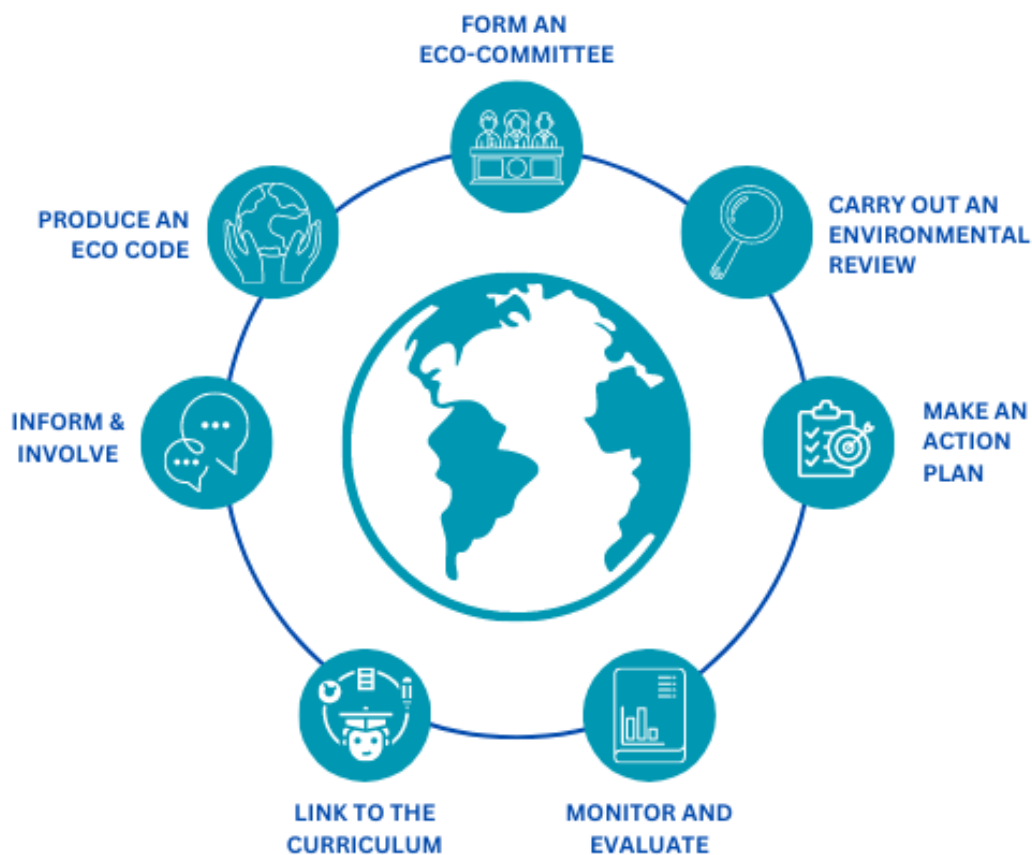 FORM AN
ECO-COMMITTEE
CARRY OUT AN
ENVIRONMENTAL
REVIEW
MAKE AN
ACTION
PLAN
MONITOR AND
EVALUATE
LINK TO THE
CURRICULUM
INFORM &
INVOLVE
PRODUCE AN
ECO CODE